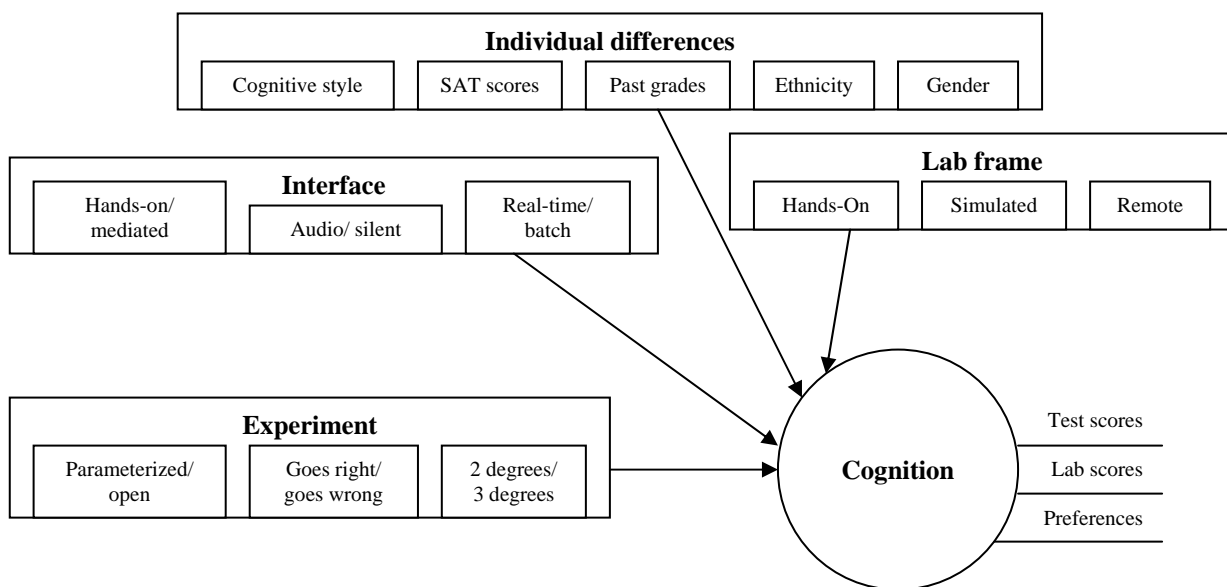 Individual differences
Cognitive style
SAT scores
Past grades
Ethnicity
Gender
Interface
Hands-on/
mediated
Audio/ silent
Real-time/
batch
Lab frame
Hands-On
Simulated
Remote
Experiment
Parameterized/
open
Goes right/
goes wrong
2 degrees/
3 degrees
Cognition
Test scores
Lab scores
Preferences